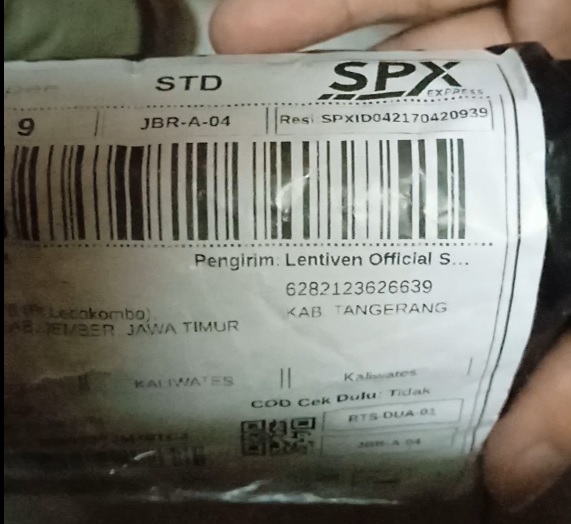 STD
SPX
EXPRESS
9
JBR-A-04
Resi SPXID042170420939
Pengirim: Lentiven Official S...
6282123626639
KAB. TANGERANG
JEMBER JAWA TIMUR
KALIWATES
Kaliwates
COD Cek Dulu: Tidak
RTS-DUA-01
JBR-A-04